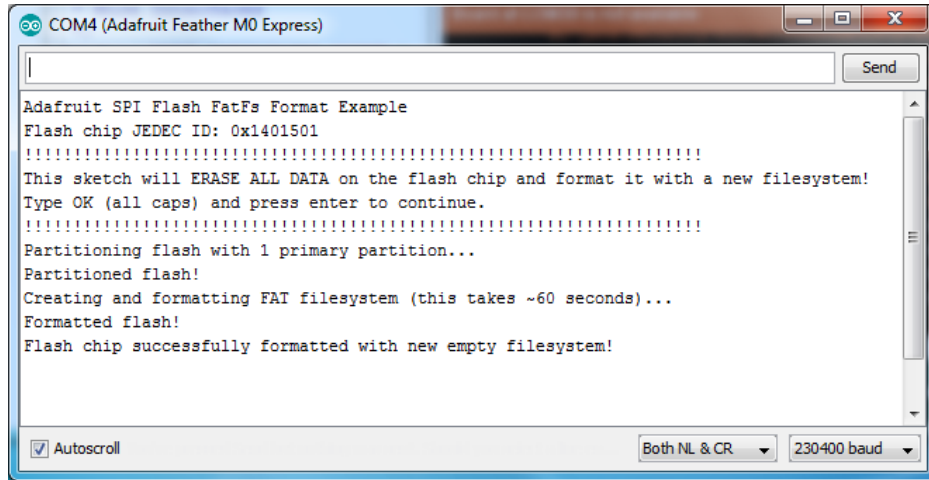 COM4 (Adafruit Feather M0 Express)
Send
Adafruit SPI Flash FatFs Format Example
Flash chip JEDEC ID: 0x1401501
!!!!!!!!!!!!!!!!!!!!!!!!!!!!!!!!!!!!!!!!!!!!!!!!!!!!!!!!!!!!!!!!!!!!!
This sketch will ERASE ALL DATA on the flash chip and format it with a new filesystem!
Type OK (all caps) and press enter to continue.
!!!!!!!!!!!!!!!!!!!!!!!!!!!!!!!!!!!!!!!!!!!!!!!!!!!!!!!!!!!!!!!!!!!!!
Partitioning flash with 1 primary partition...
Partitioned flash!
Creating and formatting FAT filesystem (this takes ~60 seconds)...
Formatted flash!
Flash chip successfully formatted with new empty filesystem!
Autoscroll
Both NL & CR
230400 baud